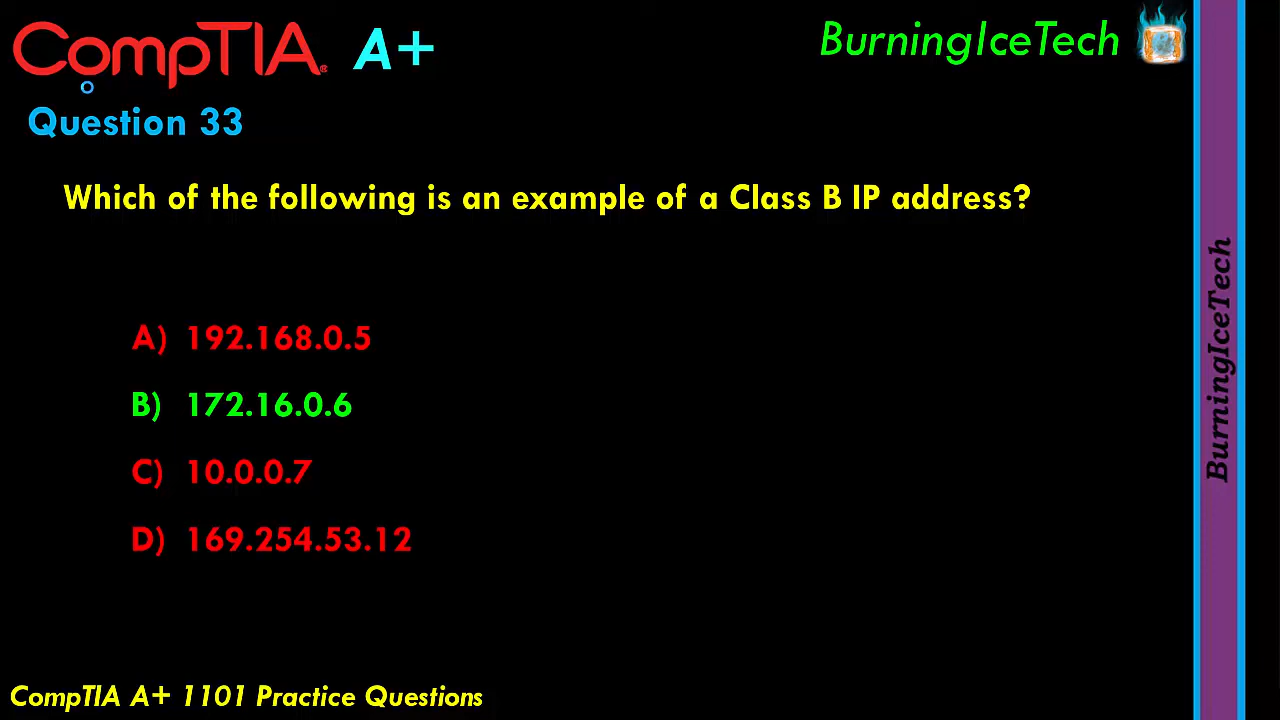 CompTIA® A+
BurningIceTech
Question 33
Which of the following is an example of a Class B IP address?
A) 192.168.0.5
B) 172.16.0.6
C) 10.0.0.7
D) 169.254.53.12
CompTIA A+ 1101 Practice Questions
BurningIceTech